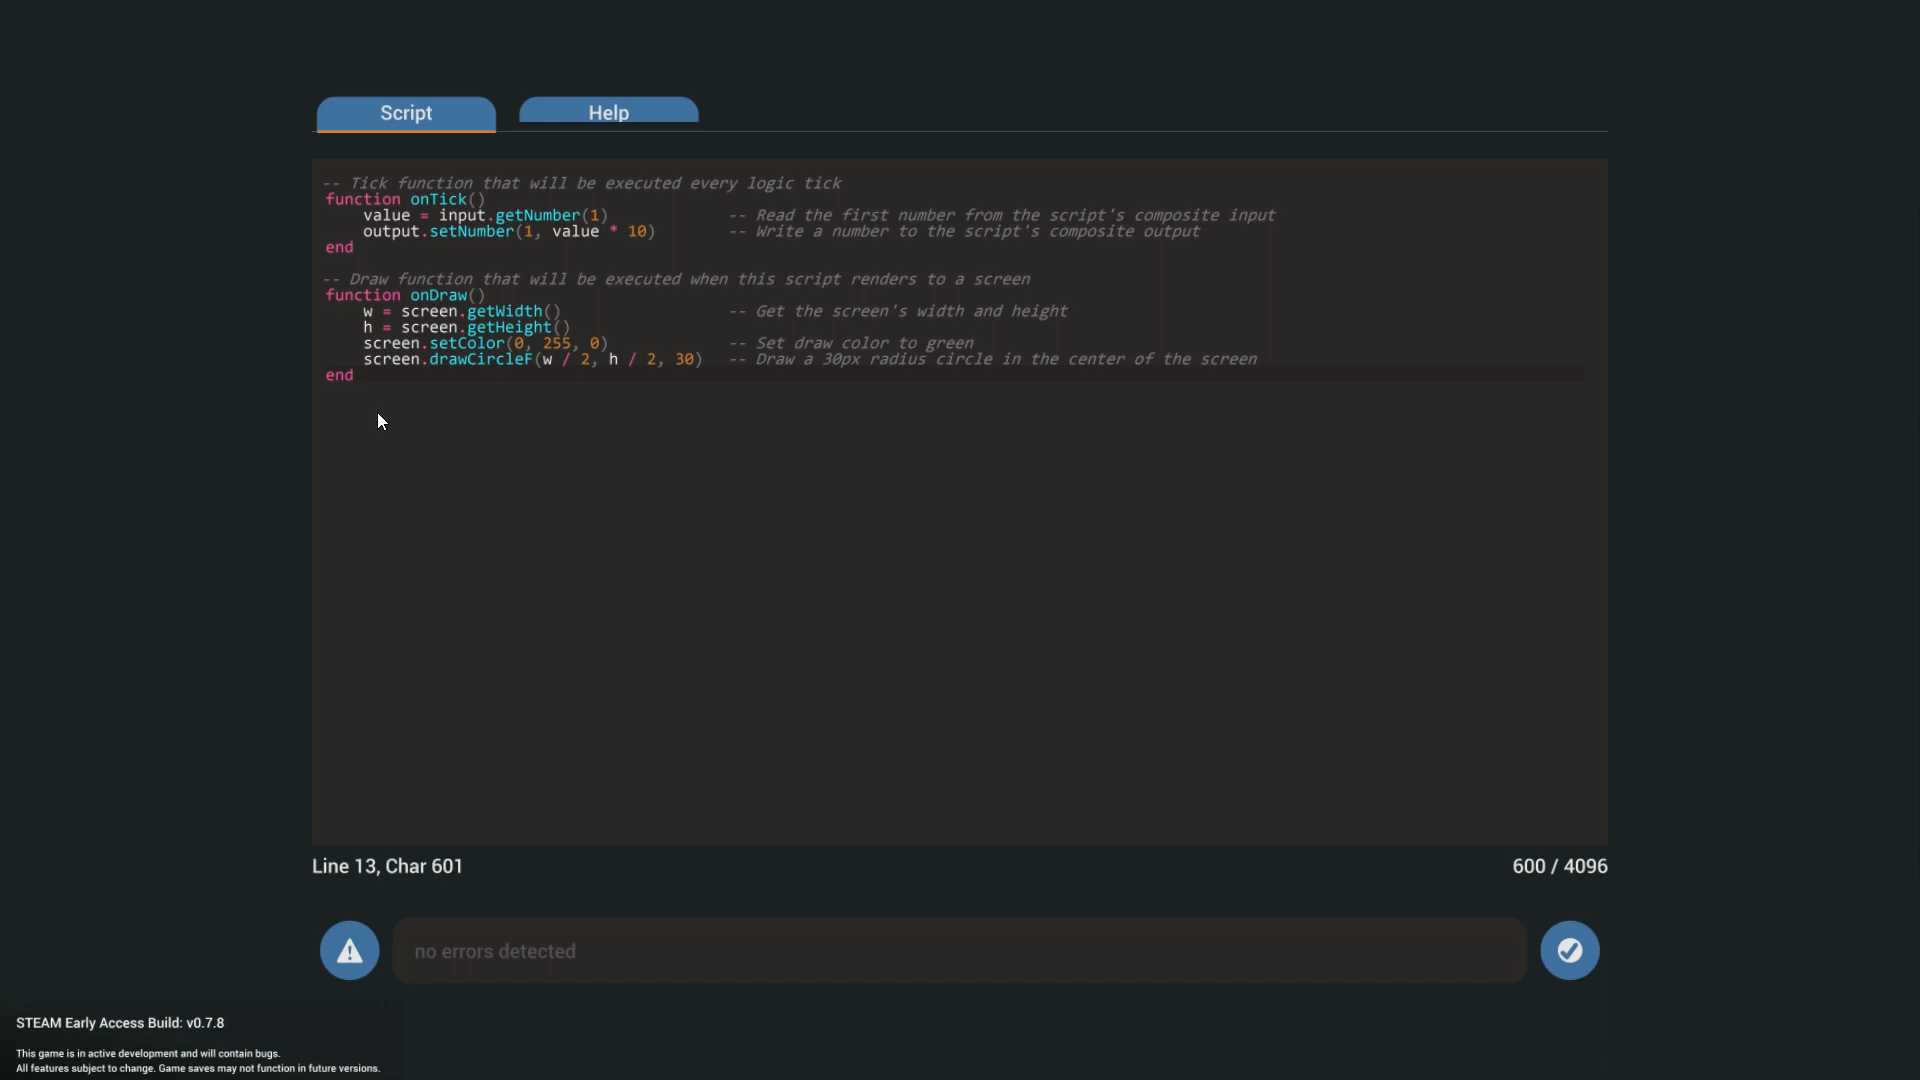 Script
Help
-- Tick function that will be executed every logic tick
function onTick()
    value = input.getNumber(1)             -- Read the first number from the script's composite input
    output.setNumber(1, value * 10)        -- Write a number to the script's composite output
end

-- Draw function that will be executed when this script renders to a screen
function onDraw()
    w = screen.getWidth()                  -- Get the screen's width and height
    h = screen.getHeight()
    screen.setColor(0, 255, 0)             -- Set draw color to green
    screen.drawCircleF(w / 2, h / 2, 30)   -- Draw a 30px radius circle in the center of the screen
end
Line 13, Char 601
600 / 4096
no errors detected
STEAM Early Access Build: v0.7.8
This game is in active development and will contain bugs.
All features subject to change. Game saves may not function in future versions.